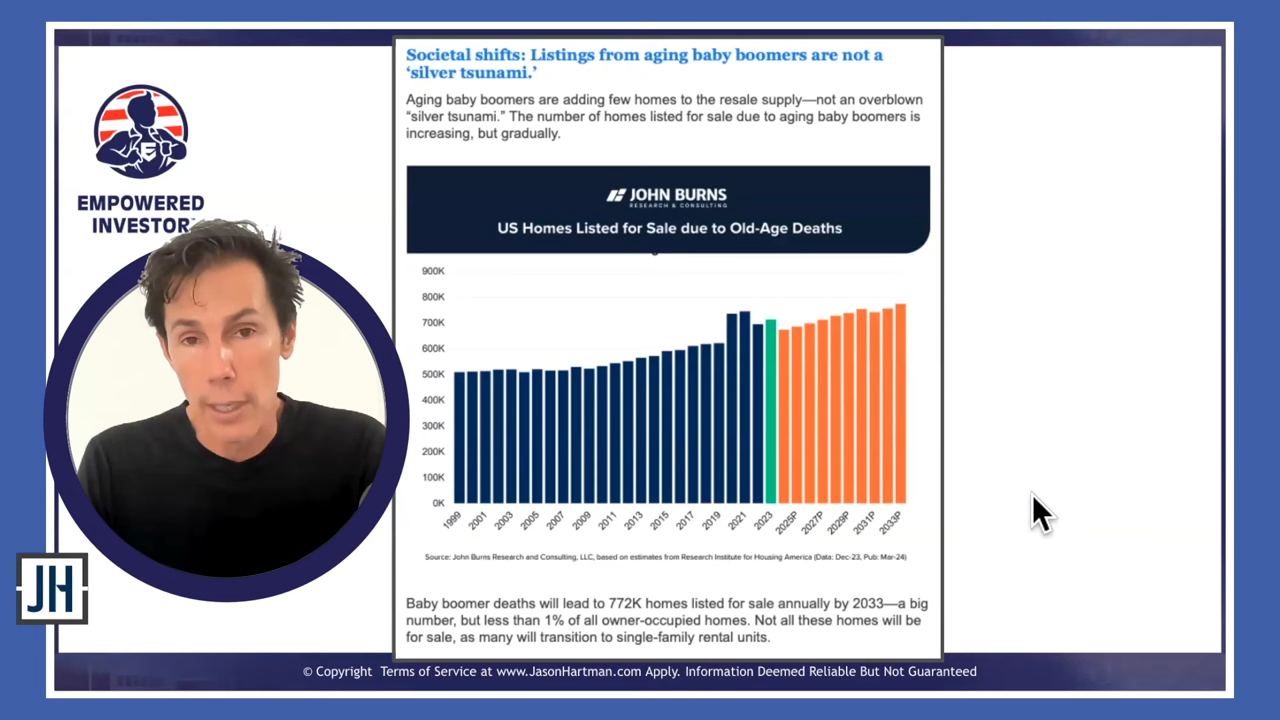 Societal shifts: Listings from aging baby boomers are not a
‘silver tsunami.’
Aging baby boomers are adding few homes to the resale supply—not an overblown
“silver tsunami.” The number of homes listed for sale due to aging baby boomers is
increasing, but gradually.
EMPOWERED
INVESTOR
JOHN BURNS
RESEARCH & CONSULTING
US Homes Listed for Sale due to Old-Age Deaths
900K
800K
700K
600K
500K
400K
300K
200K
100K
0K
1999
2001
2003
2005
2007
2009
2011
2013
2015
2017
2019
2021
2023
2025P
2027P
2029P
2031P
2033P
Source: John Burns Research and Consulting, LLC, based on estimates from Research Institute for Housing America (Data: Dec-23, Pub: Mar-24)
Baby boomer deaths will lead to 772K homes listed for sale annually by 2033—a big
number, but less than 1% of all owner-occupied homes. Not all these homes will be
for sale, as many will transition to single-family rental units.
JH
© Copyright Terms of Service at www.JasonHartman.com Apply. Information Deemed Reliable But Not Guaranteed